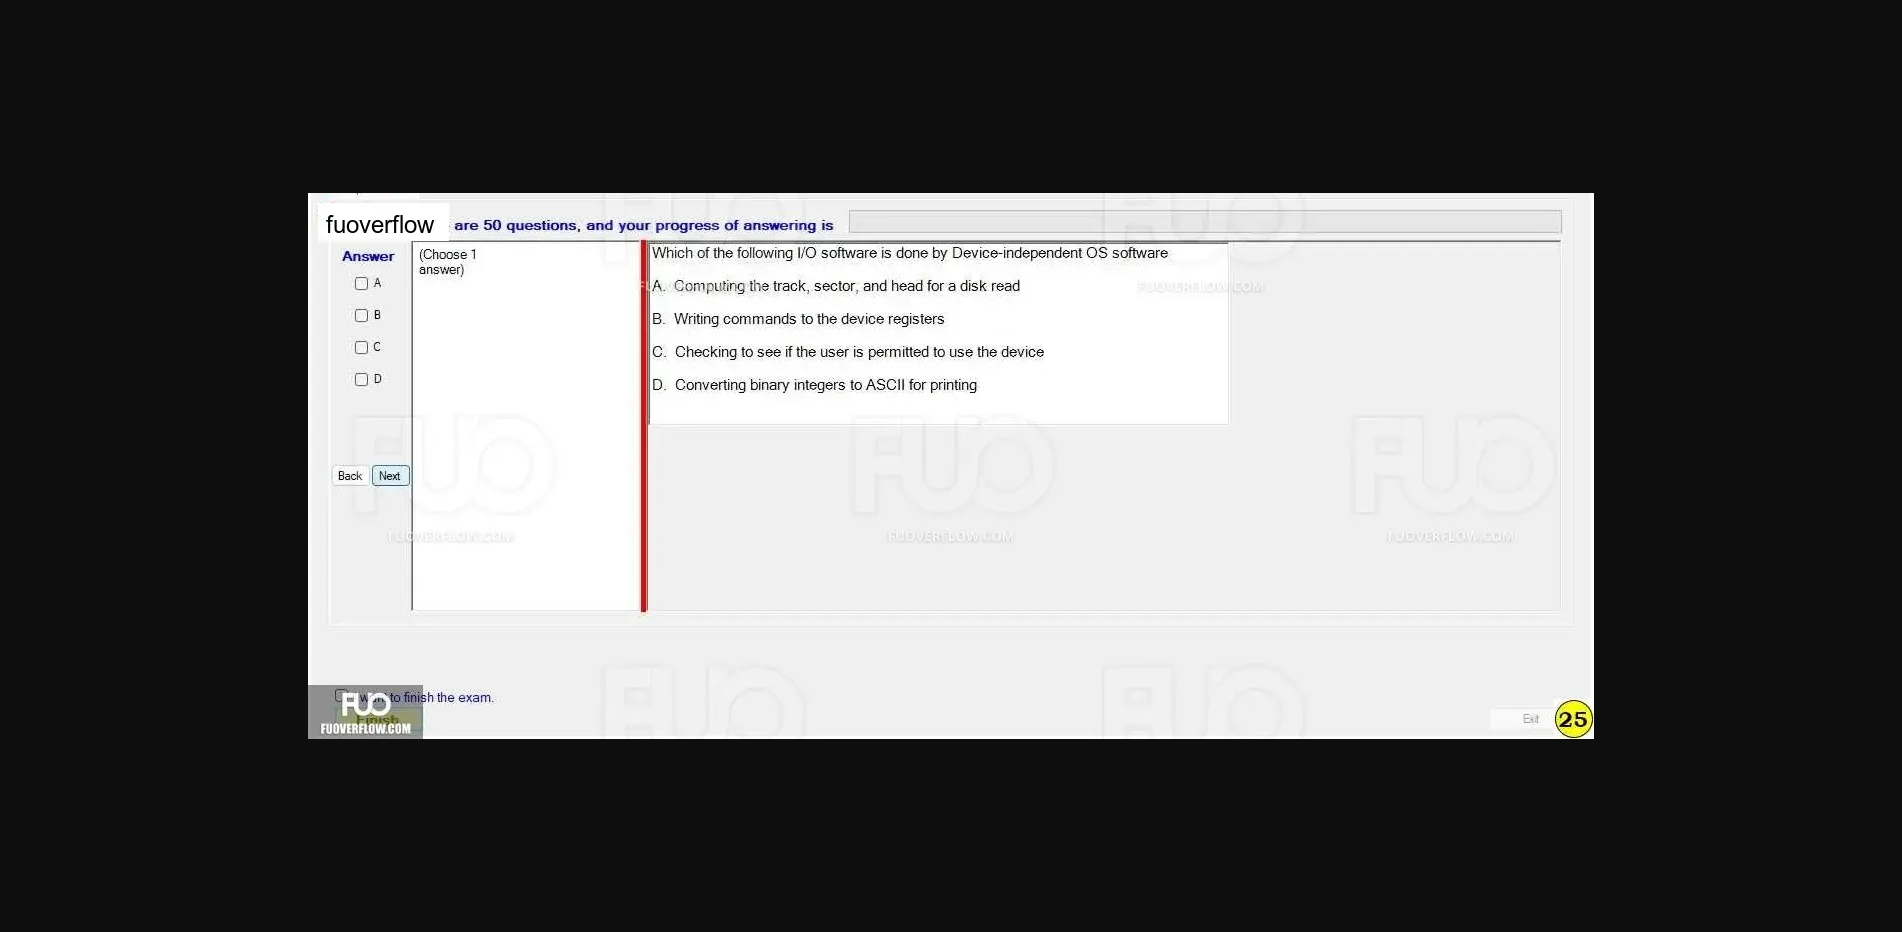 fuoverflow are 50 questions, and your progress of answering is
Answer
(Choose 1
answer)
A
B
C
D
Back Next
Which of the following I/O software is done by Device-independent OS software
A. Computing the track, sector, and head for a disk read
B. Writing commands to the device registers
C. Checking to see if the user is permitted to use the device
D. Converting binary integers to ASCII for printing
FUOVERFLOW.COM
FUO
FUOVERFLOW.COM
FUO
FUOVERFLOW.COM
FUO
FUOVERFLOW.COM
want to finish the exam.
Finish
FUO
FUOVERFLOW.COM
Exit
25